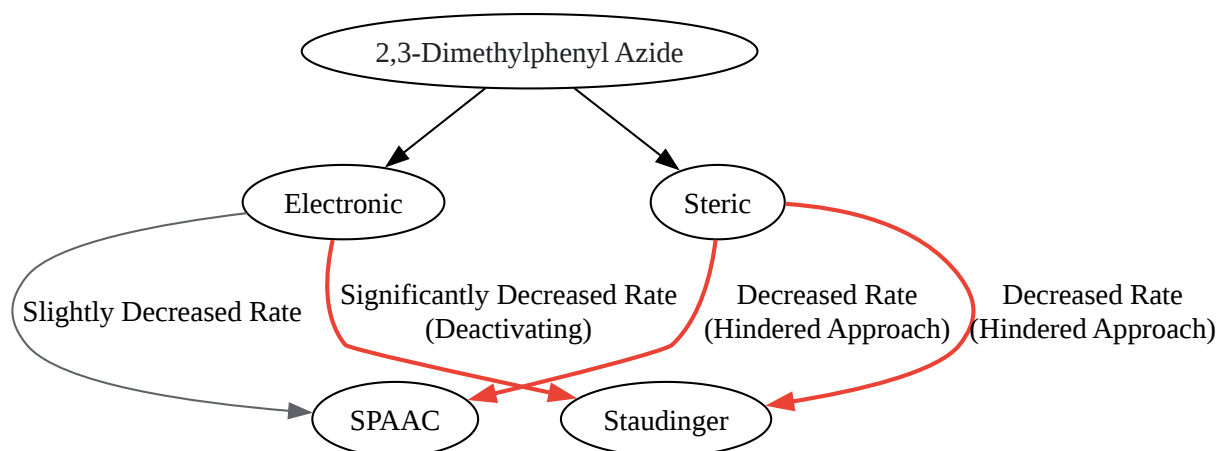 2,3-Dimethylphenyl Azide
Electronic
Steric
Slightly Decreased Rate
Significantly Decreased Rate
(Deactivating)
Decreased Rate
(Hindered Approach)
Decreased Rate
(Hindered Approach)
SPAAC
Staudinger